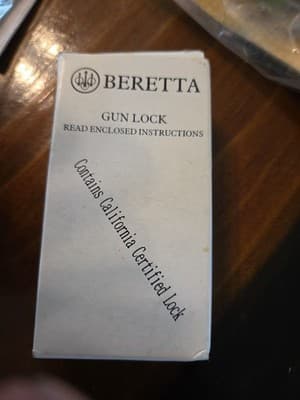 BERETTA
GUN LOCK
READ ENCLOSED INSTRUCTIONS
Contains California Certified Lock